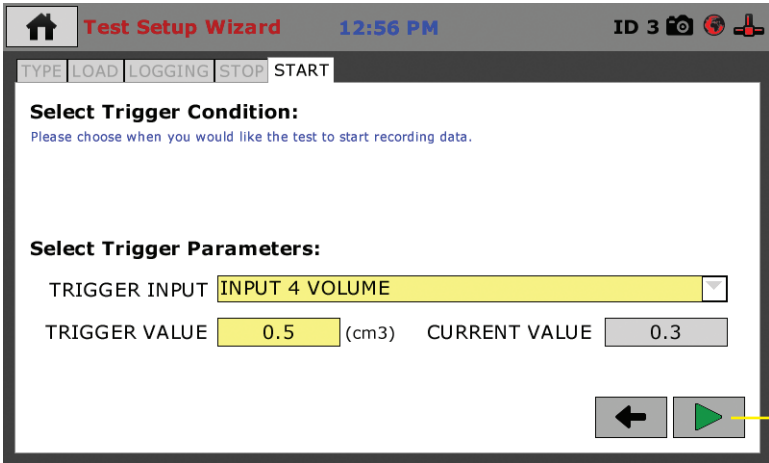 Test Setup Wizard 12:56 PM ID 3
TYPE LOAD LOGGING STOP START
Select Trigger Condition:
Please choose when you would like the test to start recording data.
Select Trigger Parameters:
TRIGGER INPUT INPUT 4 VOLUME
TRIGGER VALUE 0.5 (cm3) CURRENT VALUE 0.3